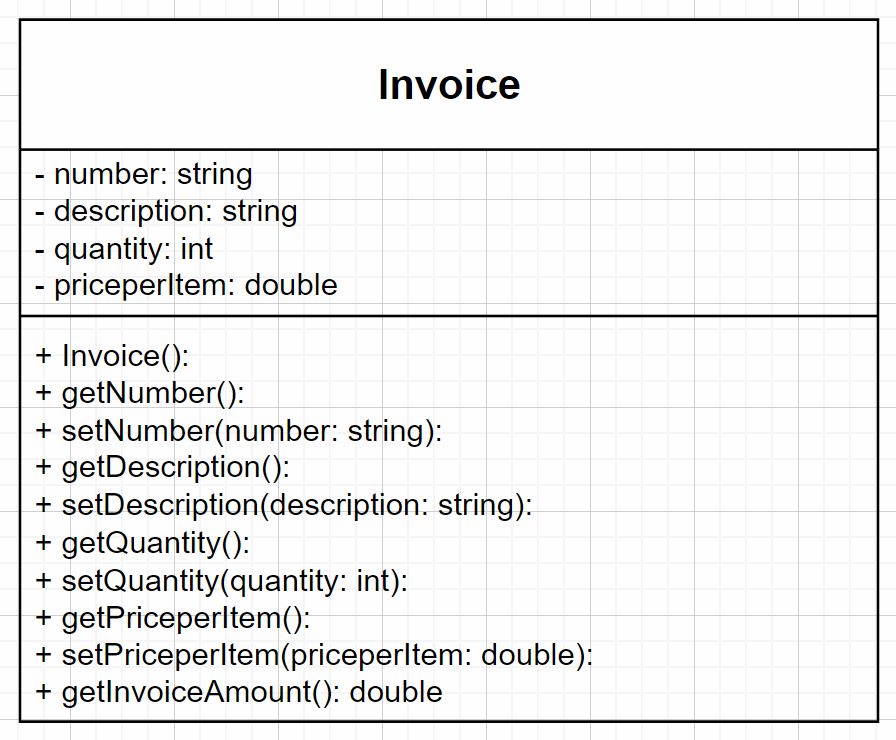 Invoice
- number: string
- description: string
- quantity: int
- priceperItem: double
+ Invoice():
+ getNumber():
+ setNumber(number: string):
+ getDescription():
+ setDescription(description: string):
+ getQuantity():
+ setQuantity(quantity: int):
+ getPriceperItem():
+ setPriceperItem(priceperItem: double):
+ getInvoiceAmount(): double